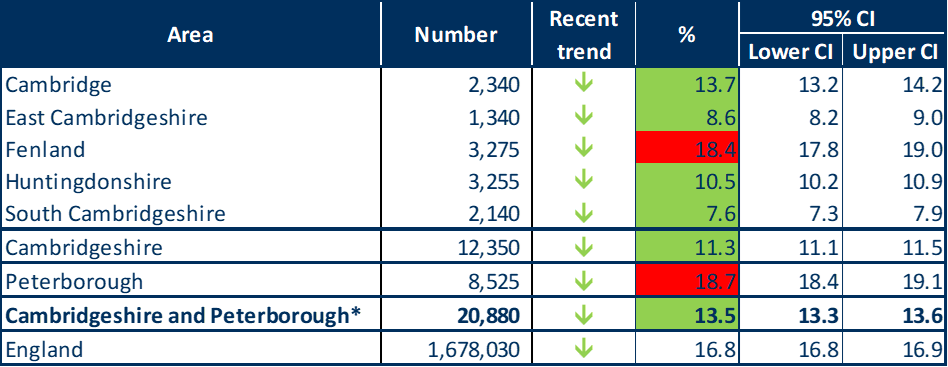 Area Number Recent trend % 95% CI
Lower CI Upper CI
Cambridge 2,340 13.7 13.2 14.2
East Cambridgeshire 1,340 8.6 8.2 9.0
Fenland 3,275 18.4 17.8 19.0
Huntingdonshire 3,255 10.5 10.2 10.9
South Cambridgeshire 2,140 7.6 7.3 7.9
Cambridgeshire 12,350 11.3 11.1 11.5
Peterborough 8,525 18.7 18.4 19.1
Cambridgeshire and Peterborough* 20,880 13.5 13.3 13.6
England 1,678,030 16.8 16.8 16.9